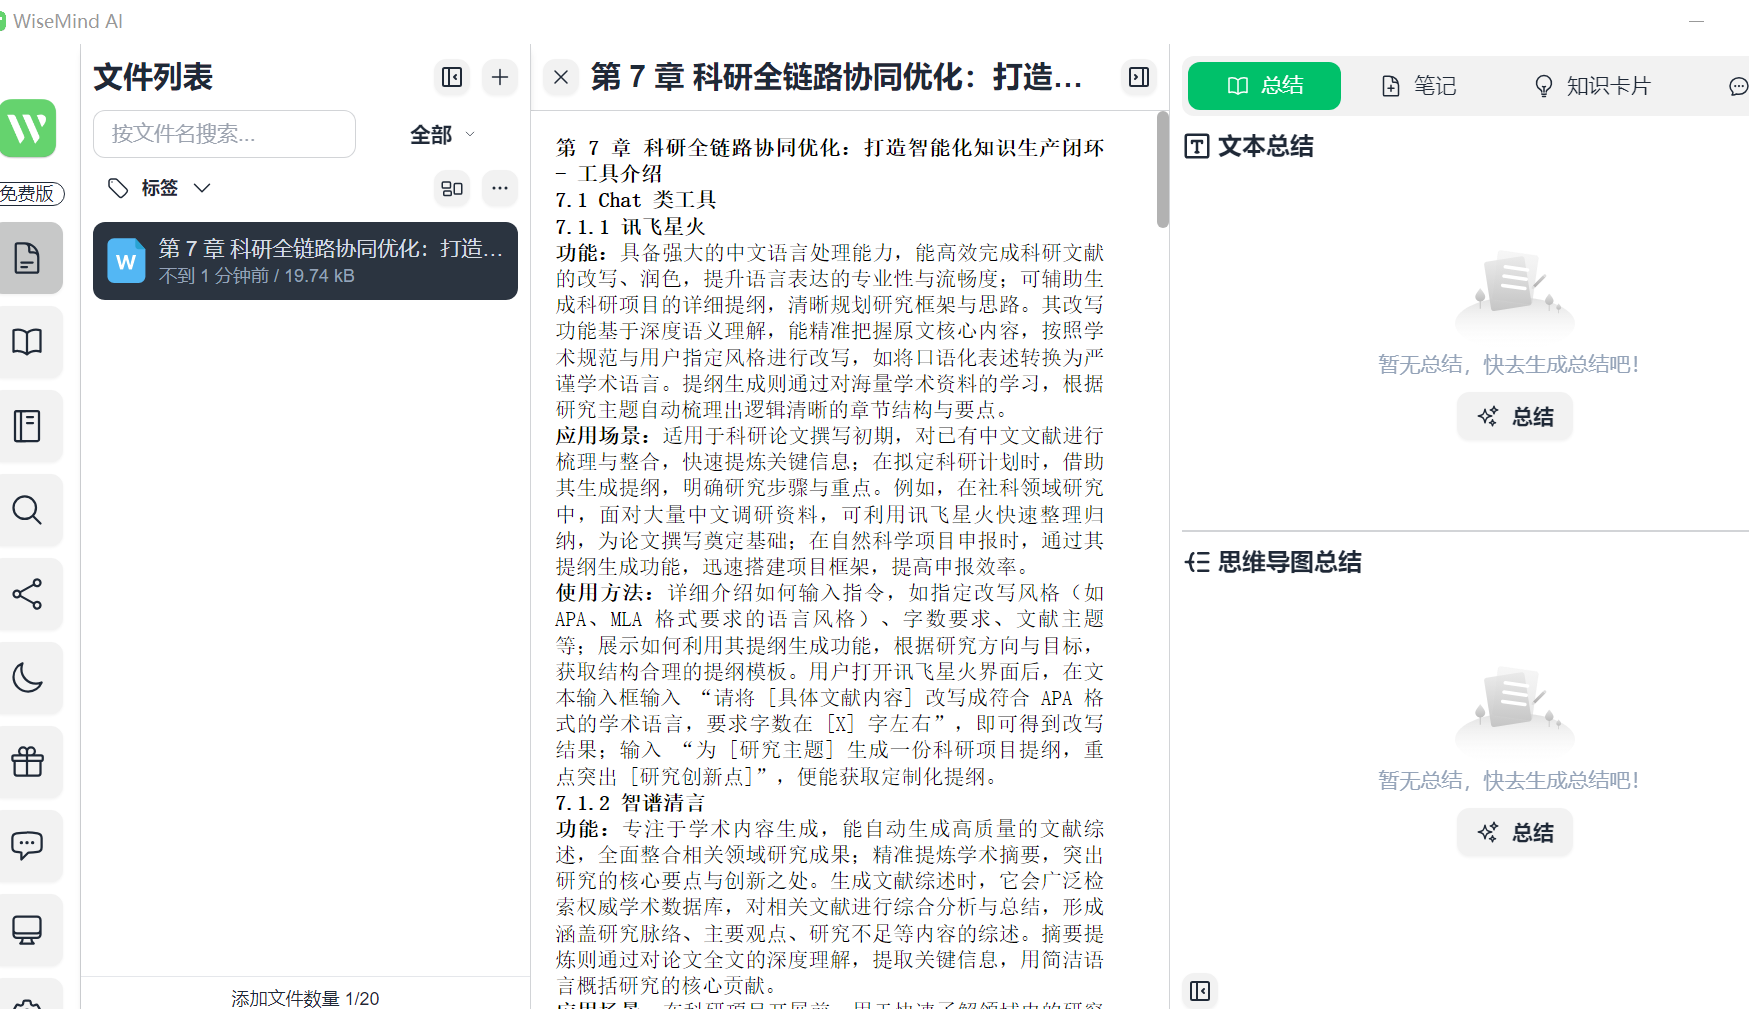 WiseMind AI
免费版
文件列表
按文件名搜索...
全部
标签
W
第 7 章 科研全链路协同优化：打造...
不到 1 分钟前 / 19.74 kB
添加文件数量 1/20
第 7 章 科研全链路协同优化：打造...
第 7 章 科研全链路协同优化：打造智能化知识生产闭环
- 工具介绍
7.1 Chat 类工具
7.1.1 讯飞星火
功能：具备强大的中文语言处理能力，能高效完成科研文献
的改写、润色，提升语言表达的专业性与流畅度；可辅助生
成科研项目的详细提纲，清晰规划研究框架与思路。其改写
功能基于深度语义理解，能精准把握原文核心内容，按照学
术规范与用户指定风格进行改写，如将口语化表述转换为严
谨学术语言。提纲生成则通过对海量学术资料的学习，根据
研究主题自动梳理出逻辑清晰的章节结构与要点。
应用场景：适用于科研论文撰写初期，对已有中文文献进行
梳理与整合，快速提炼关键信息；在拟定科研计划时，借助
其生成提纲，明确研究步骤与重点。例如，在社科领域研究
中，面对大量中文调研资料，可利用讯飞星火快速整理归
纳，为论文撰写奠定基础；在自然科学项目申报时，通过其
提纲生成功能，迅速搭建项目框架，提高申报效率。
使用方法：详细介绍如何输入指令，如指定改写风格（如
APA、MLA 格式要求的语言风格）、字数要求、文献主题
等；展示如何利用其提纲生成功能，根据研究方向与目标，
获取结构合理的提纲模板。用户打开讯飞星火界面后，在文
本输入框输入 “请将 [具体文献内容] 改写成符合 APA 格
式的学术语言，要求字数在 [X] 字左右”，即可得到改写
结果；输入 “为 [研究主题] 生成一份科研项目提纲，重
点突出 [研究创新点]”，便能获取定制化提纲。
7.1.2 智谱清言
功能：专注于学术内容生成，能自动生成高质量的文献综
述，全面整合相关领域研究成果；精准提炼学术摘要，突出
研究的核心要点与创新之处。生成文献综述时，它会广泛检
索权威学术数据库，对相关文献进行综合分析与总结，形成
涵盖研究脉络、主要观点、研究不足等内容的综述。摘要提
炼则通过对论文全文的深度理解，提取关键信息，用简洁语
言概括研究的核心贡献。
应用场景：在科研项目开展前，用于快速了解领域内的研究
总结
笔记
知识卡片
文本总结
暂无总结，快去生成总结吧！
总结
思维导图总结
暂无总结，快去生成总结吧！
总结